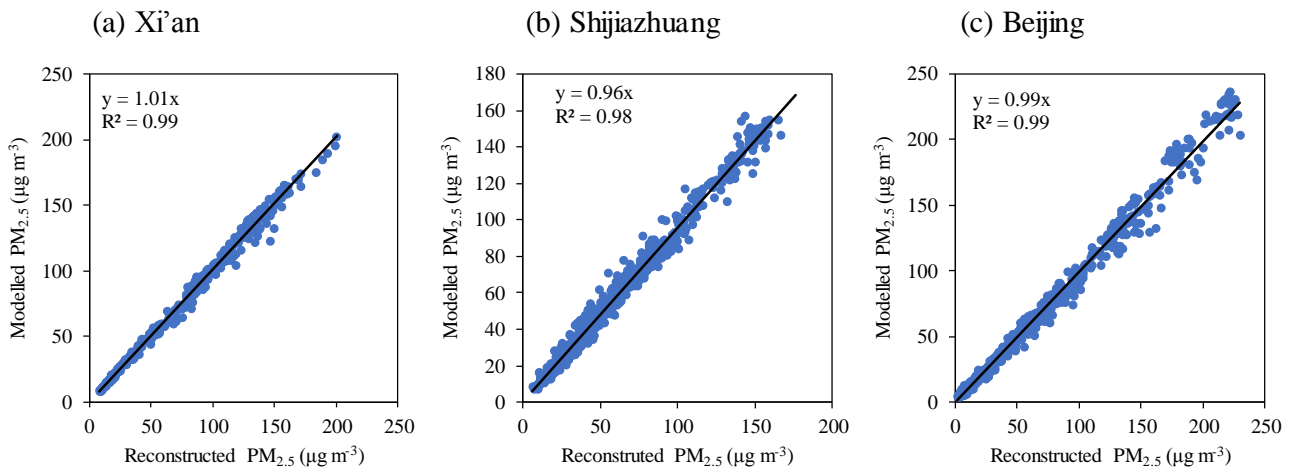 (a) Xi’an
250
200
150
100
50
0
0 50 100 150 200 250
y = 1.01x
R² = 0.99
Modelled PM2.5 (µg m-3)
Reconstructed PM2.5 (µg m-3)
(b) Shijiazhuang
180
160
140
120
100
80
60
40
20
0
0 50 100 150 200
y = 0.96x
R² = 0.98
Modelled PM2.5 (µg m-3)
Reconstruted PM2.5 (µg m-3)
(c) Beijing
250
200
150
100
50
0
0 50 100 150 200 250
y = 0.99x
R² = 0.99
Modelled PM2.5 (µg m-3)
Reconstructed PM2.5 (µg m-3)